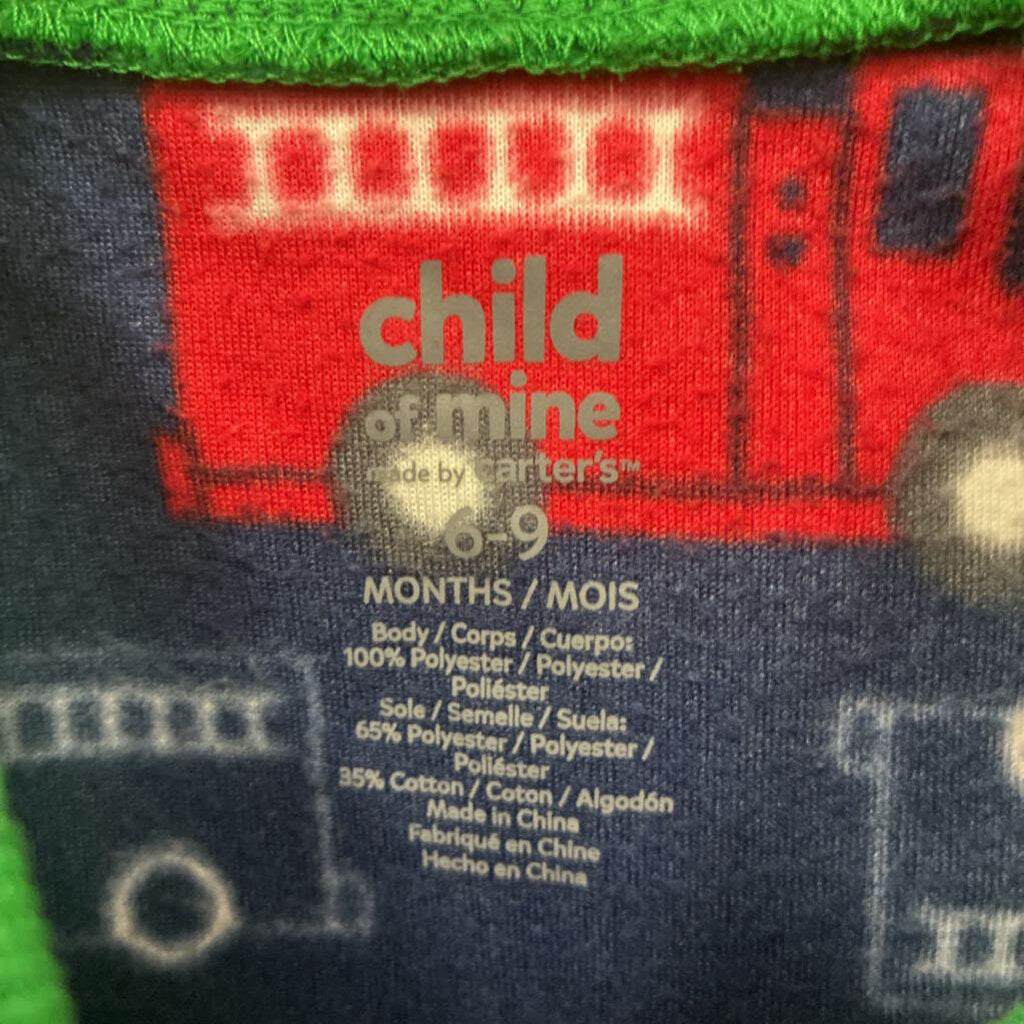 child
of mine
made by carter's™
6-9
MONTHS / MOIS
Body / Corps / Cuerpo:
100% Polyester / Polyester /
Poliéster
Sole / Semelle / Suela:
65% Polyester / Polyester /
Poliéster
35% Cotton / Coton / Algodón
Made in China
Fabriqué en Chine
Hecho en China